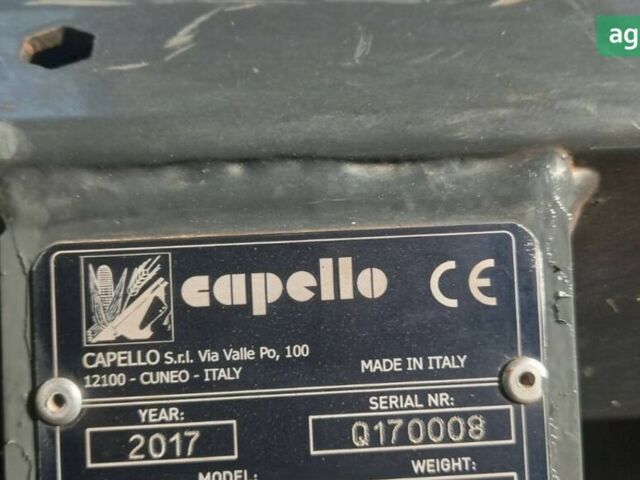 ag
capello CE
CAPELLO S.r.l. Via Valle Po, 100
12100 - CUNEO - ITALY
MADE IN ITALY
YEAR:
SERIAL NR:
2017
Q170008
MODEL:
WEIGHT: